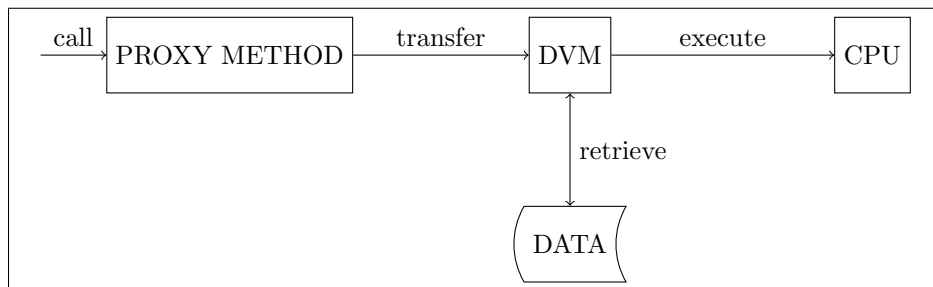 call
PROXY METHOD
transfer
DVM
execute
CPU
retrieve
DATA